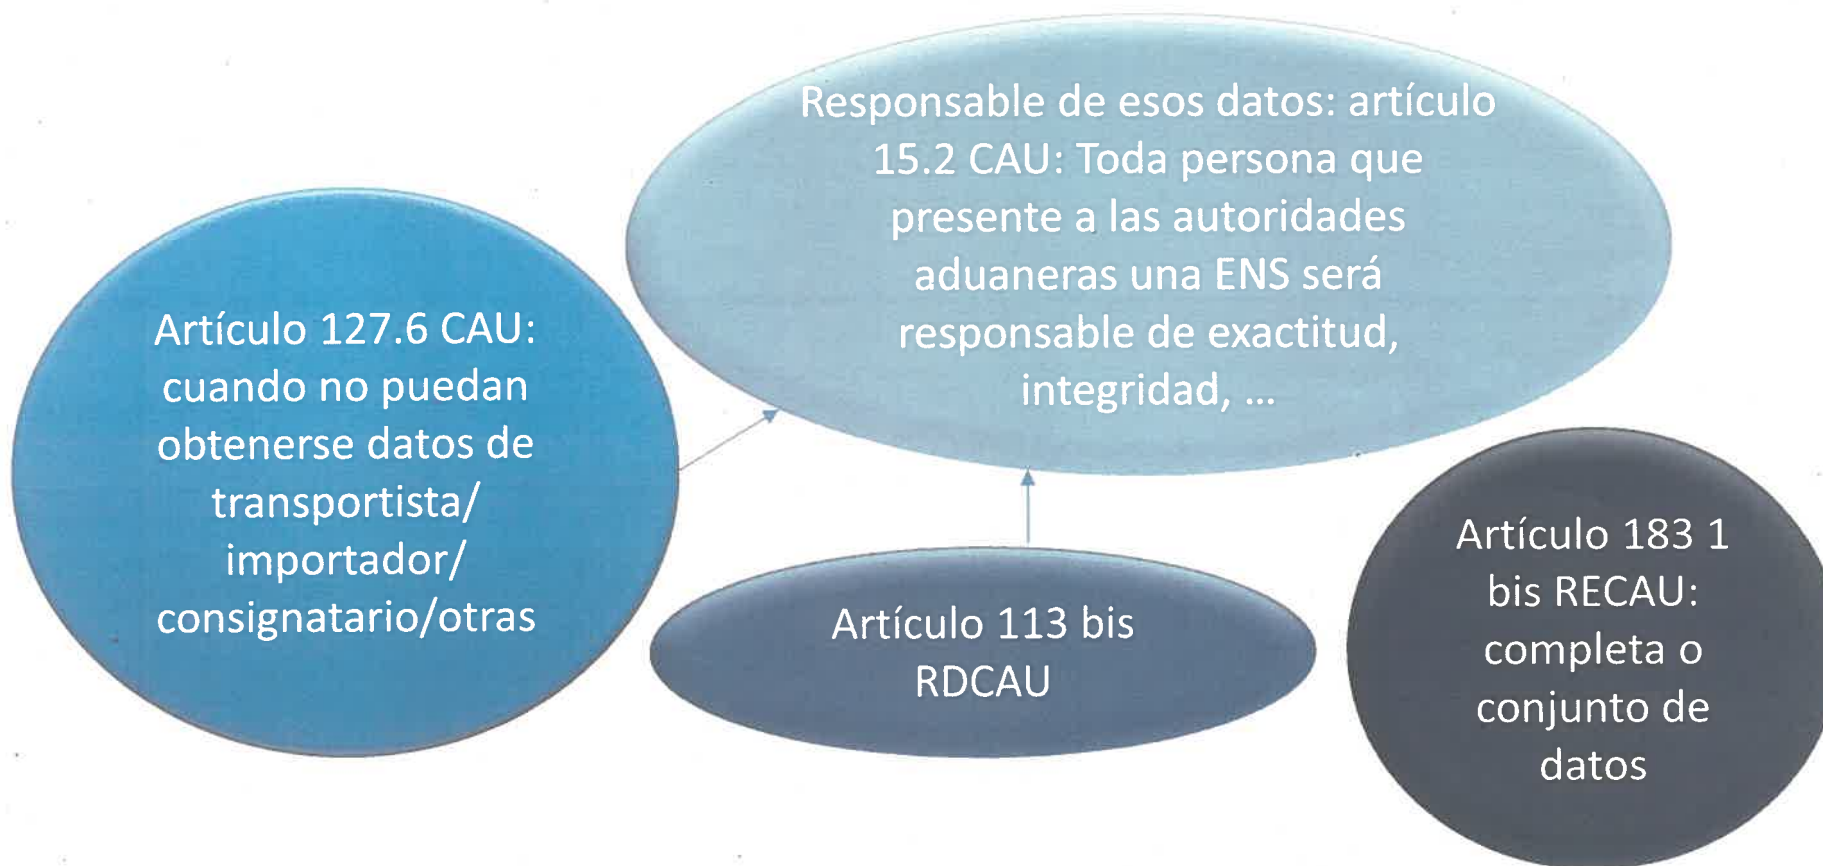 Responsable de esos datos: artículo
15.2 CAU: Toda persona que
presente a las autoridades
aduaneras una ENS será
responsable de exactitud,
integridad, ...
Artículo 127.6 CAU:
cuando no puedan
obtenerse datos de
transportista/
importador/
consignatario/otras
Artículo 113 bis
RDCAU
Artículo 183 1
bis RECAU:
completa o
conjunto de
datos